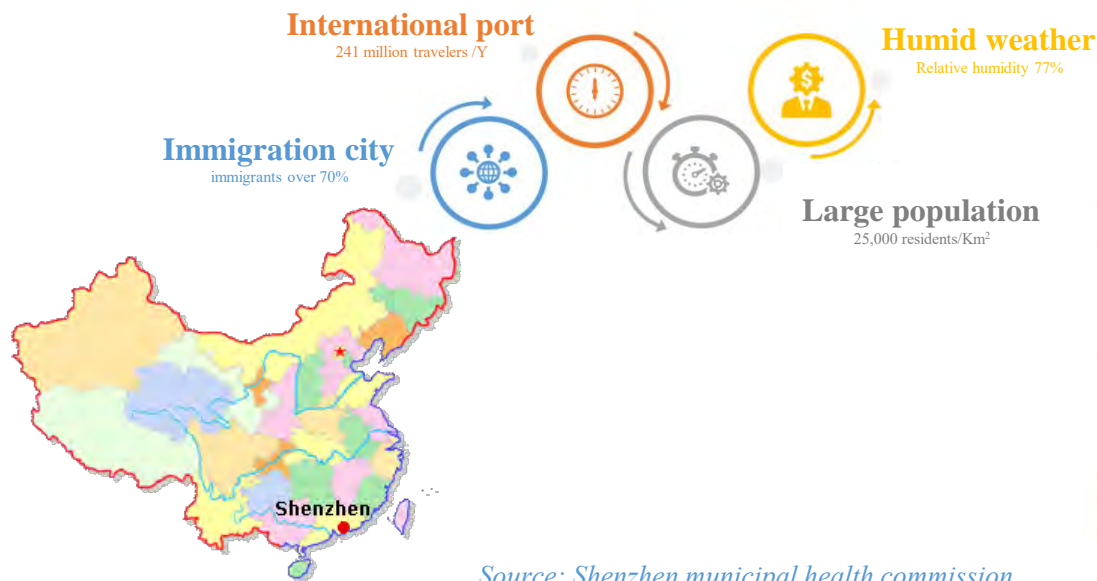 International port
241 million travelers /Y
Humid weather
Relative humidity 77%
Immigration city
immigrants over 70%
Large population
25,000 residents/Km²
Shenzhen
Source: Shenzhen municipal health commission